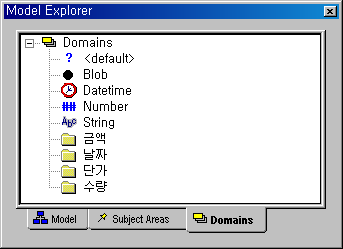 Model Explorer
Domains
? <default>
Blob
Datetime
Number
Abc String
금액
날짜
단가
수량
Model Subject Areas Domains